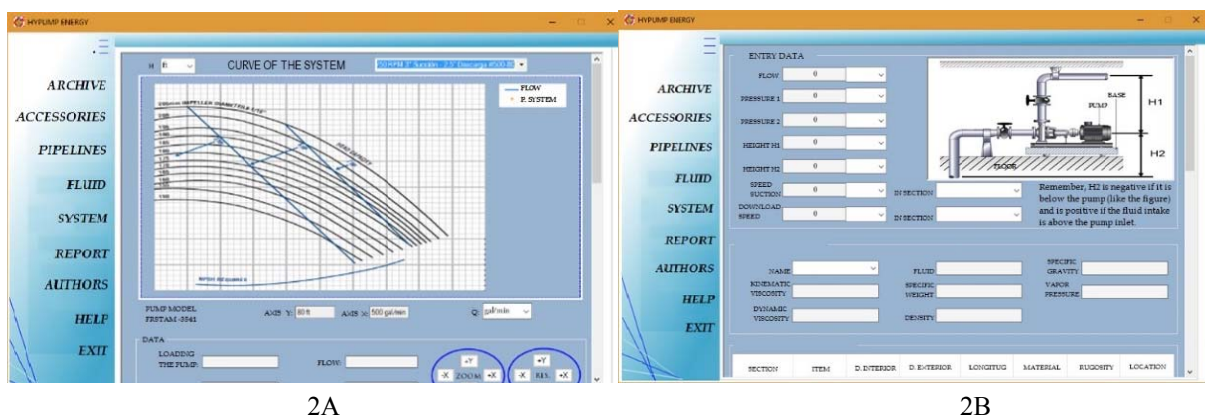 HYPUMP ENERGY
ARCHIVE
ACCESSORIES
PIPELINES
FLUID
SYSTEM
REPORT
AUTHORS
HELP
EXIT
H ft
CURVE OF THE SYSTEM
FLOW
P. SYSTEM
PUMP MODEL
FRSTAM-3541
AXIS Y: 80 ft
AXIS X: 500 gal/min
Q: gal/min
DATA
LOADING
THE PUMP:
FLOW:
+Y
-X ZOOM +X
+Y
-X +X
2A
HYPUMP ENERGY
ARCHIVE
ACCESSORIES
PIPELINES
FLUID
SYSTEM
REPORT
AUTHORS
HELP
EXIT
ENTRY DATA
FLOW 0
PRESSURE 1 0
PRESSURE 2 0
HEIGHT H1 0
HEIGHT H2 0
SPEED
SUCTION 0 IN SECTION
DOWNLOAD
SPEED 0 IN SECTION
BASE
PUMP
H1
H2
FLOOR
Remember, H2 is negative if it is
below the pump (like the figure)
and is positive if the fluid intake
is above the pump inlet.
NAME
FLUID
SPECIFIC
GRAVITY
KINEMATIC
VISCOSITY
SPECIFIC
WEIGHT
VAPOR
PRESSURE
DYNAMIC
VISCOSITY
DENSITY
SECTION ITEM D. INTERIOR D. EXTERIOR LONGITUG MATERIAL RUGOSITY LOCATION
2B